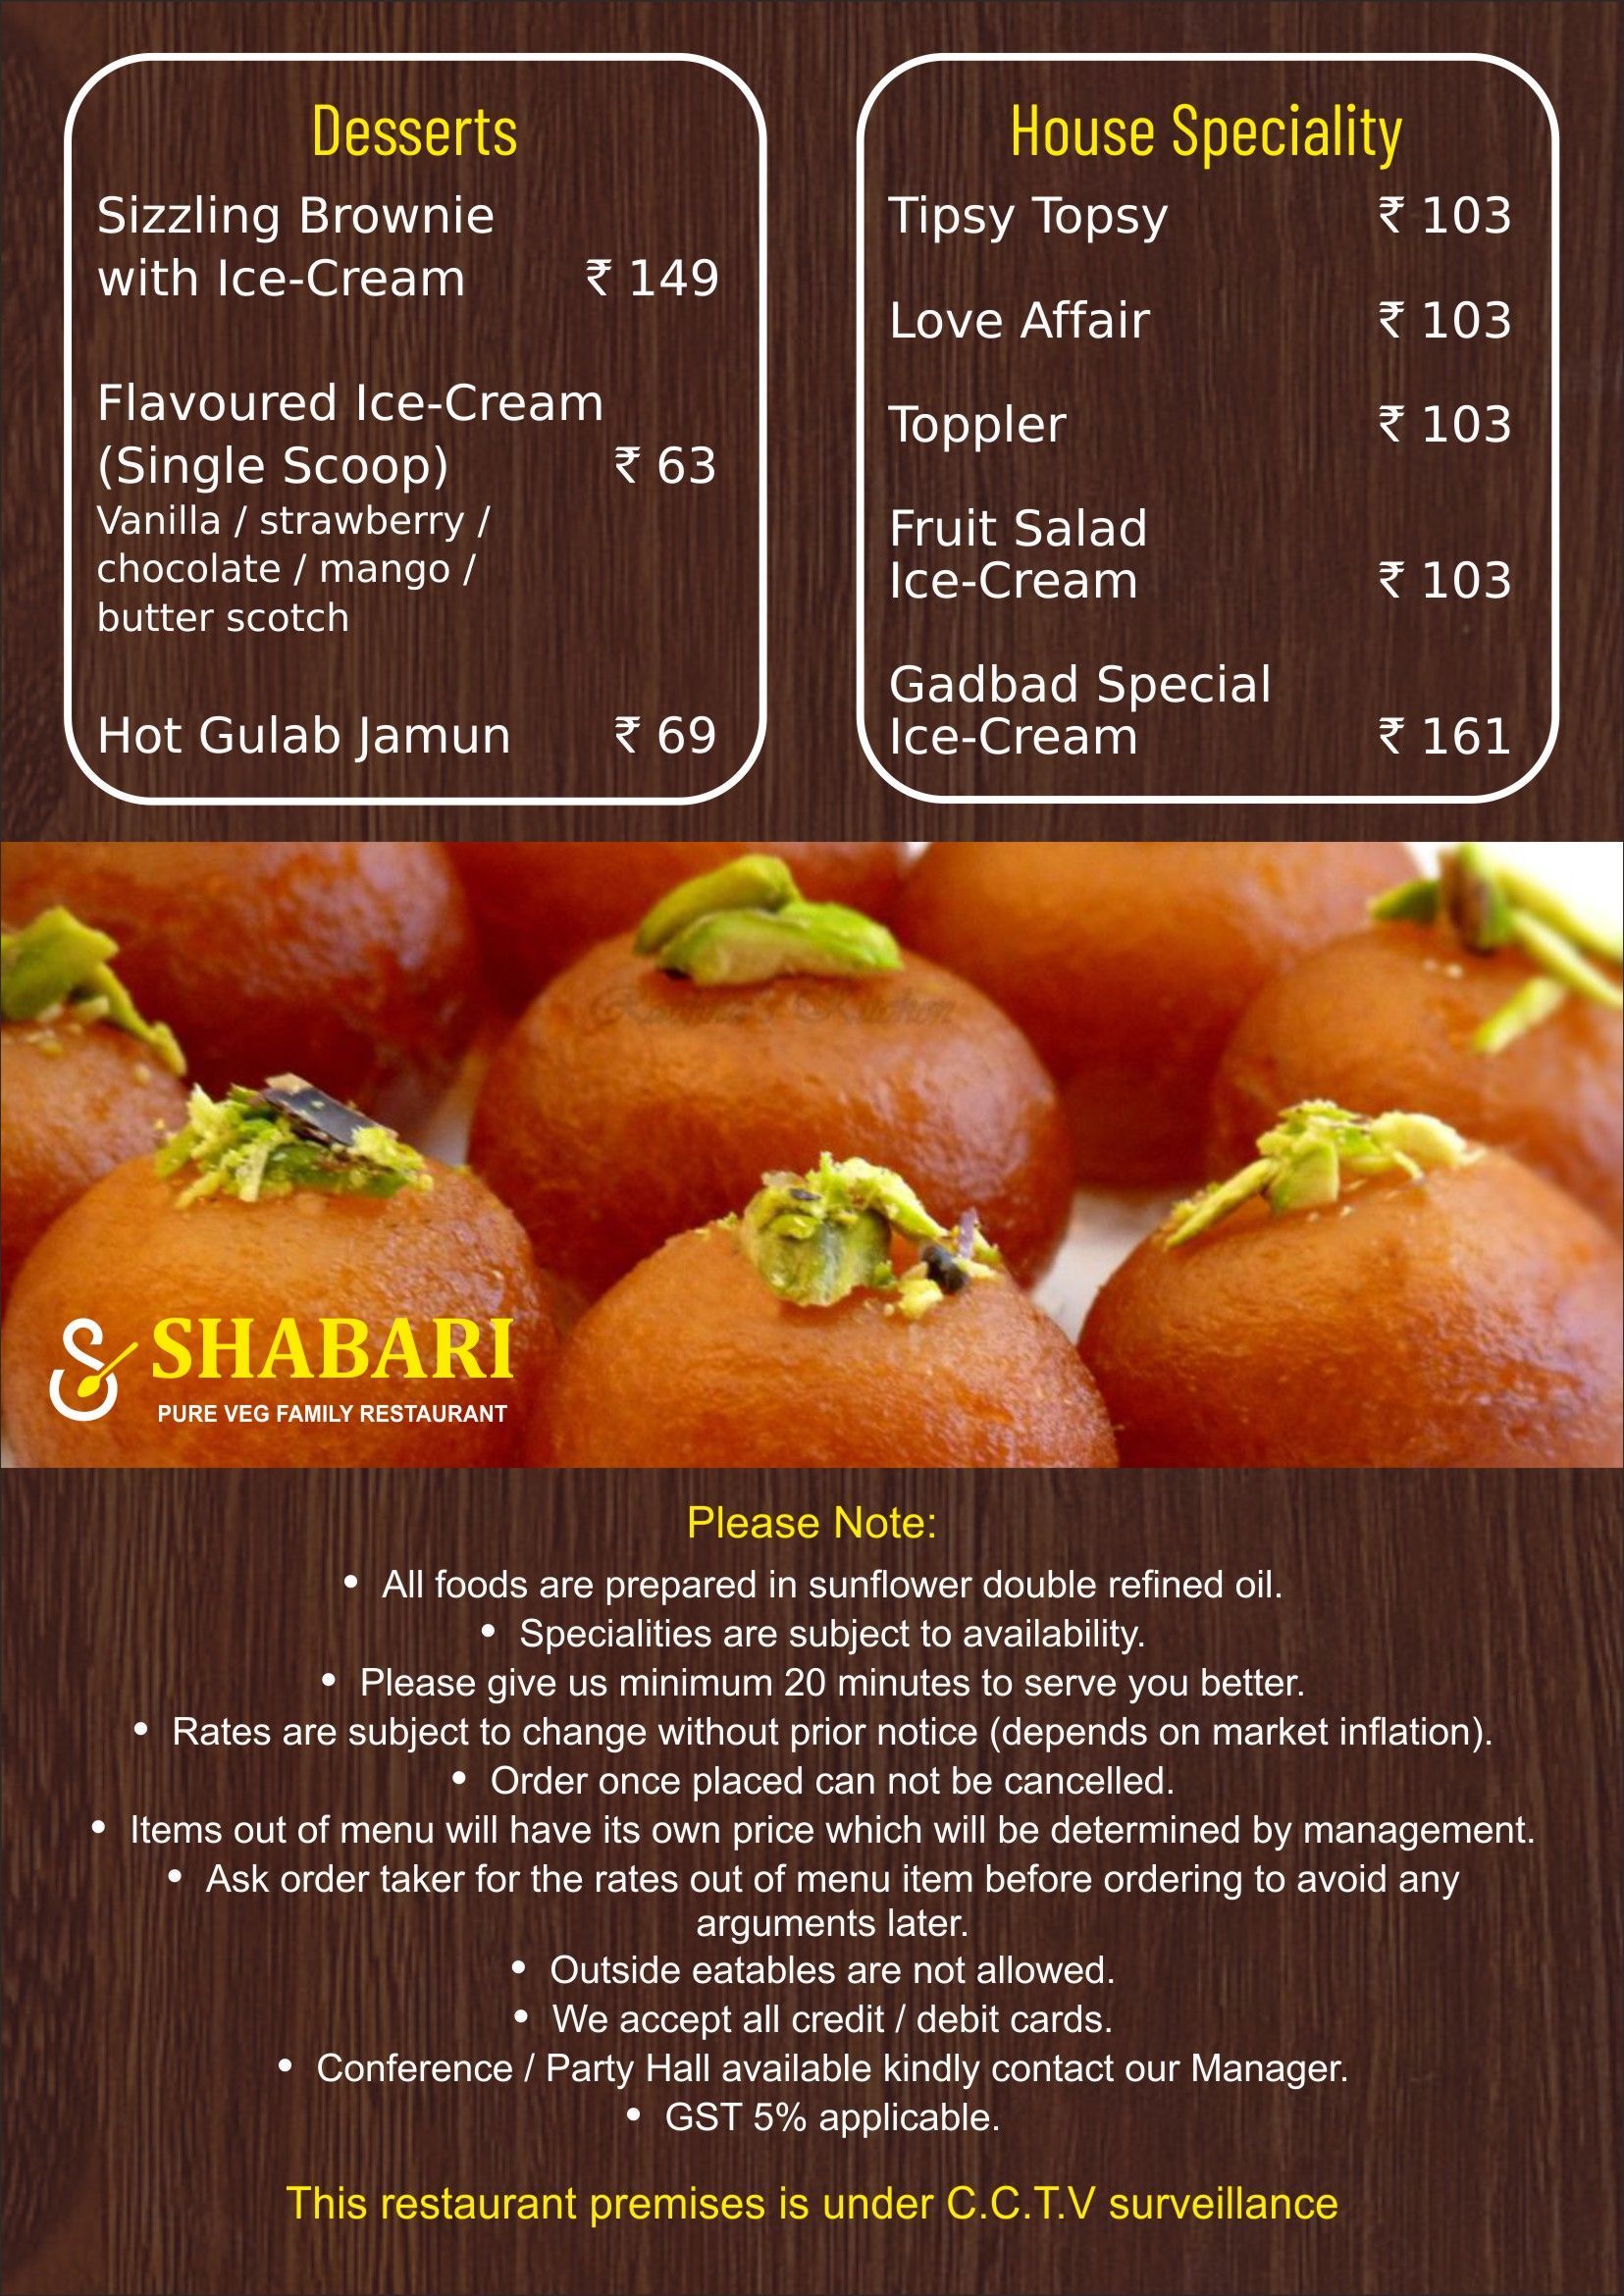 Desserts
Sizzling Brownie
with Ice-Cream ₹ 149
Flavoured Ice-Cream
(Single Scoop) ₹ 63
Vanilla / strawberry /
chocolate / mango /
butter scotch
Hot Gulab Jamun ₹ 69
House Speciality
Tipsy Topsy ₹ 103
Love Affair ₹ 103
Toppler ₹ 103
Fruit Salad
Ice-Cream ₹ 103
Gadbad Special
Ice-Cream ₹ 161
Kitchen
SHABARI
PURE VEG FAMILY RESTAURANT
Please Note:
• All foods are prepared in sunflower double refined oil.
• Specialities are subject to availability.
• Please give us minimum 20 minutes to serve you better.
• Rates are subject to change without prior notice (depends on market inflation).
• Order once placed can not be cancelled.
• Items out of menu will have its own price which will be determined by management.
• Ask order taker for the rates out of menu item before ordering to avoid any
arguments later.
• Outside eatables are not allowed.
• We accept all credit / debit cards.
• Conference / Party Hall available kindly contact our Manager.
• GST 5% applicable.
This restaurant premises is under C.C.T.V surveillance